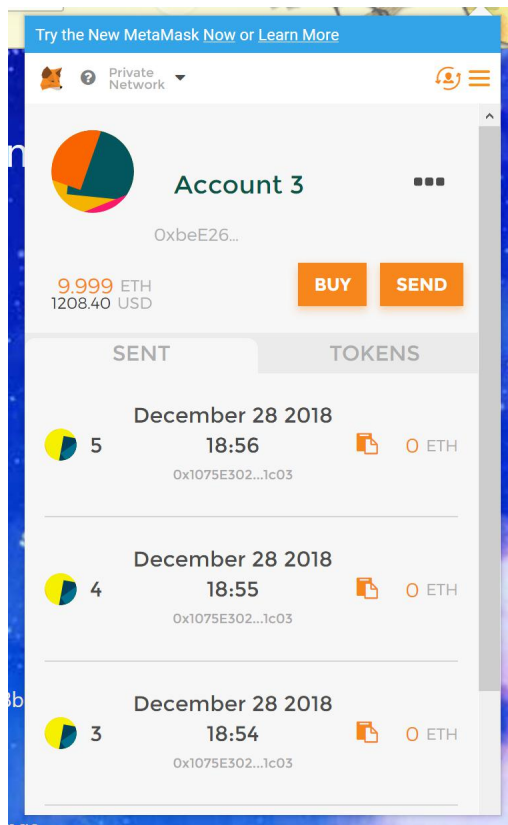 Try the New MetaMask Now or Learn More
Private
Network
Account 3
0xbeE26...
9.999 ETH
1208.40 USD
BUY
SEND
SENT
TOKENS
December 28 2018
5
18:56
0 ETH
0x1075E302...1c03
December 28 2018
4
18:55
0 ETH
0x1075E302...1c03
December 28 2018
3
18:54
0 ETH
0x1075E302...1c03